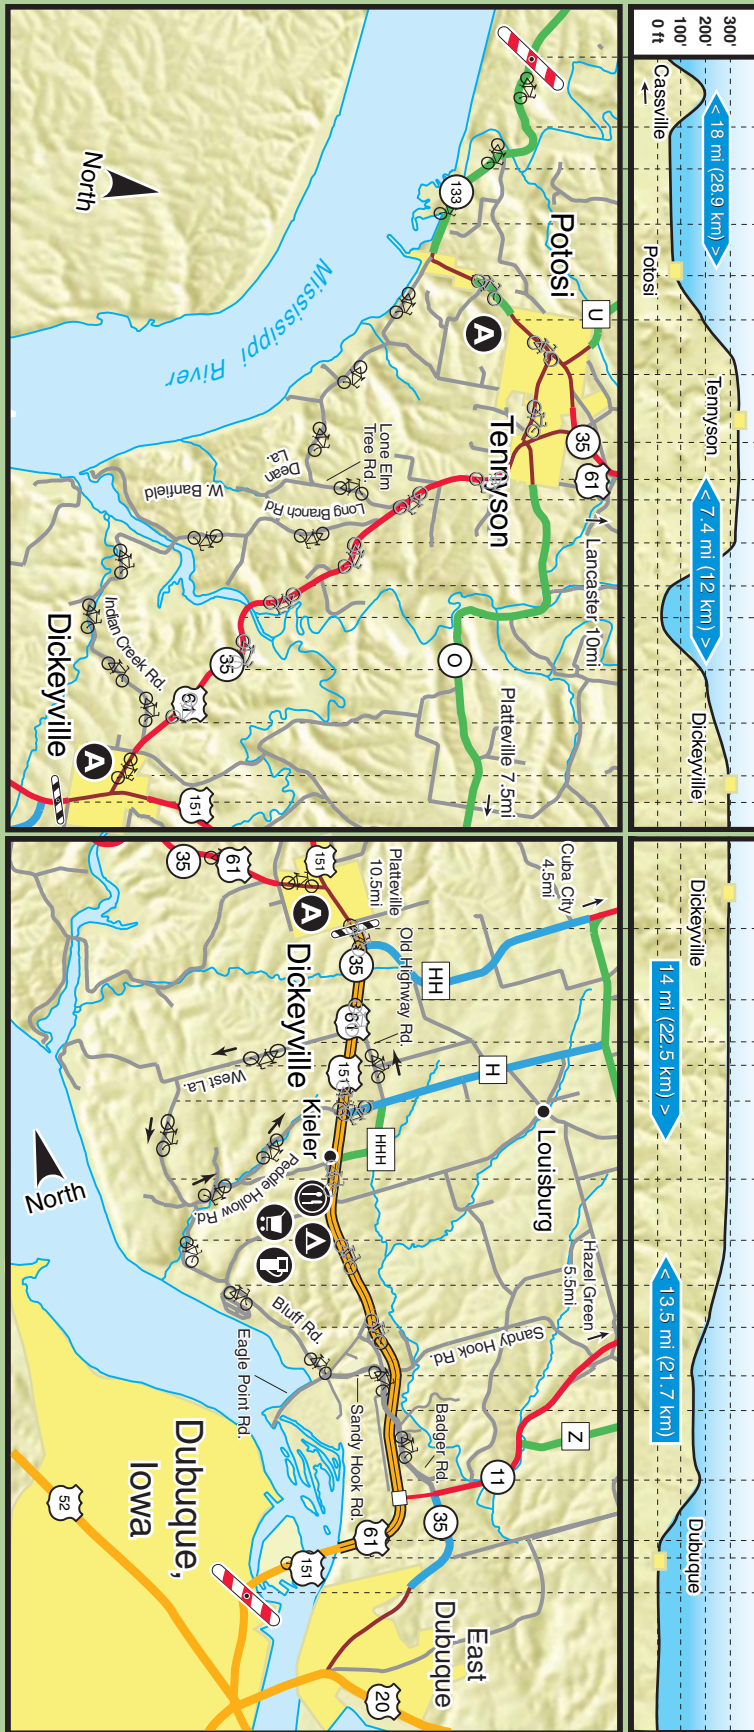 300'
200'
100'
0 ft
Cassville
< 18 mi (28.9 km) >
Potosi
Tennyson
< 7.4 mi (12 km) >
Dickeyville
North
Mississippi River
133
Potosi
A
U
35
61
Tennyson
Lancaster 10mi
Lone Elm
Tree Rd.
Dean
La.
Long Branch Rd
W. Banfield
O
Platteville 7.5mi
Indian Creek Rd.
35
61
Dickeyville
A
151
Dickeyville
14 mi (22.5 km) >
< 13.5 mi (21.7 km)
Dubuque
35
61
151
Platteville
10.5mi
Cuba City
4.5mi
A
Dickeyville
35
HH
Old Highway Rd.
61
151
H
West La.
Kieler
HHH
Louisburg
Peddle Hollow Rd.
North
Hazel Green
5.5mi
Bluff Rd.
Eagle Point Rd.
Sandy Hook Rd.
Sandy Hook Rd.
Badger Rd.
Z
11
35
61
151
Dubuque,
Iowa
52
East
Dubuque
20